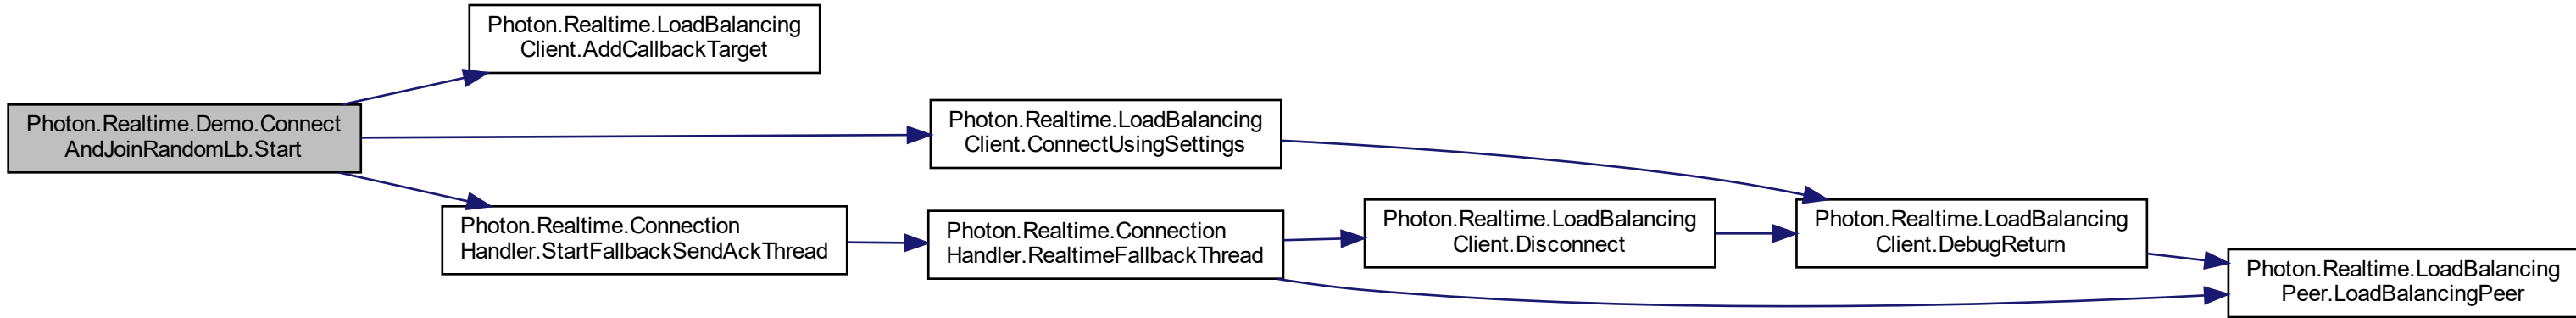 Photon.Realtime.LoadBalancing
Client.AddCallbackTarget
Photon.Realtime.Demo.Connect
AndJoinRandomLb.Start
Photon.Realtime.LoadBalancing
Client.ConnectUsingSettings
Photon.Realtime.Connection
Handler.StartFallbackSendAckThread
Photon.Realtime.Connection
Handler.RealtimeFallbackThread
Photon.Realtime.LoadBalancing
Client.Disconnect
Photon.Realtime.LoadBalancing
Client.DebugReturn
Photon.Realtime.LoadBalancing
Peer.LoadBalancingPeer